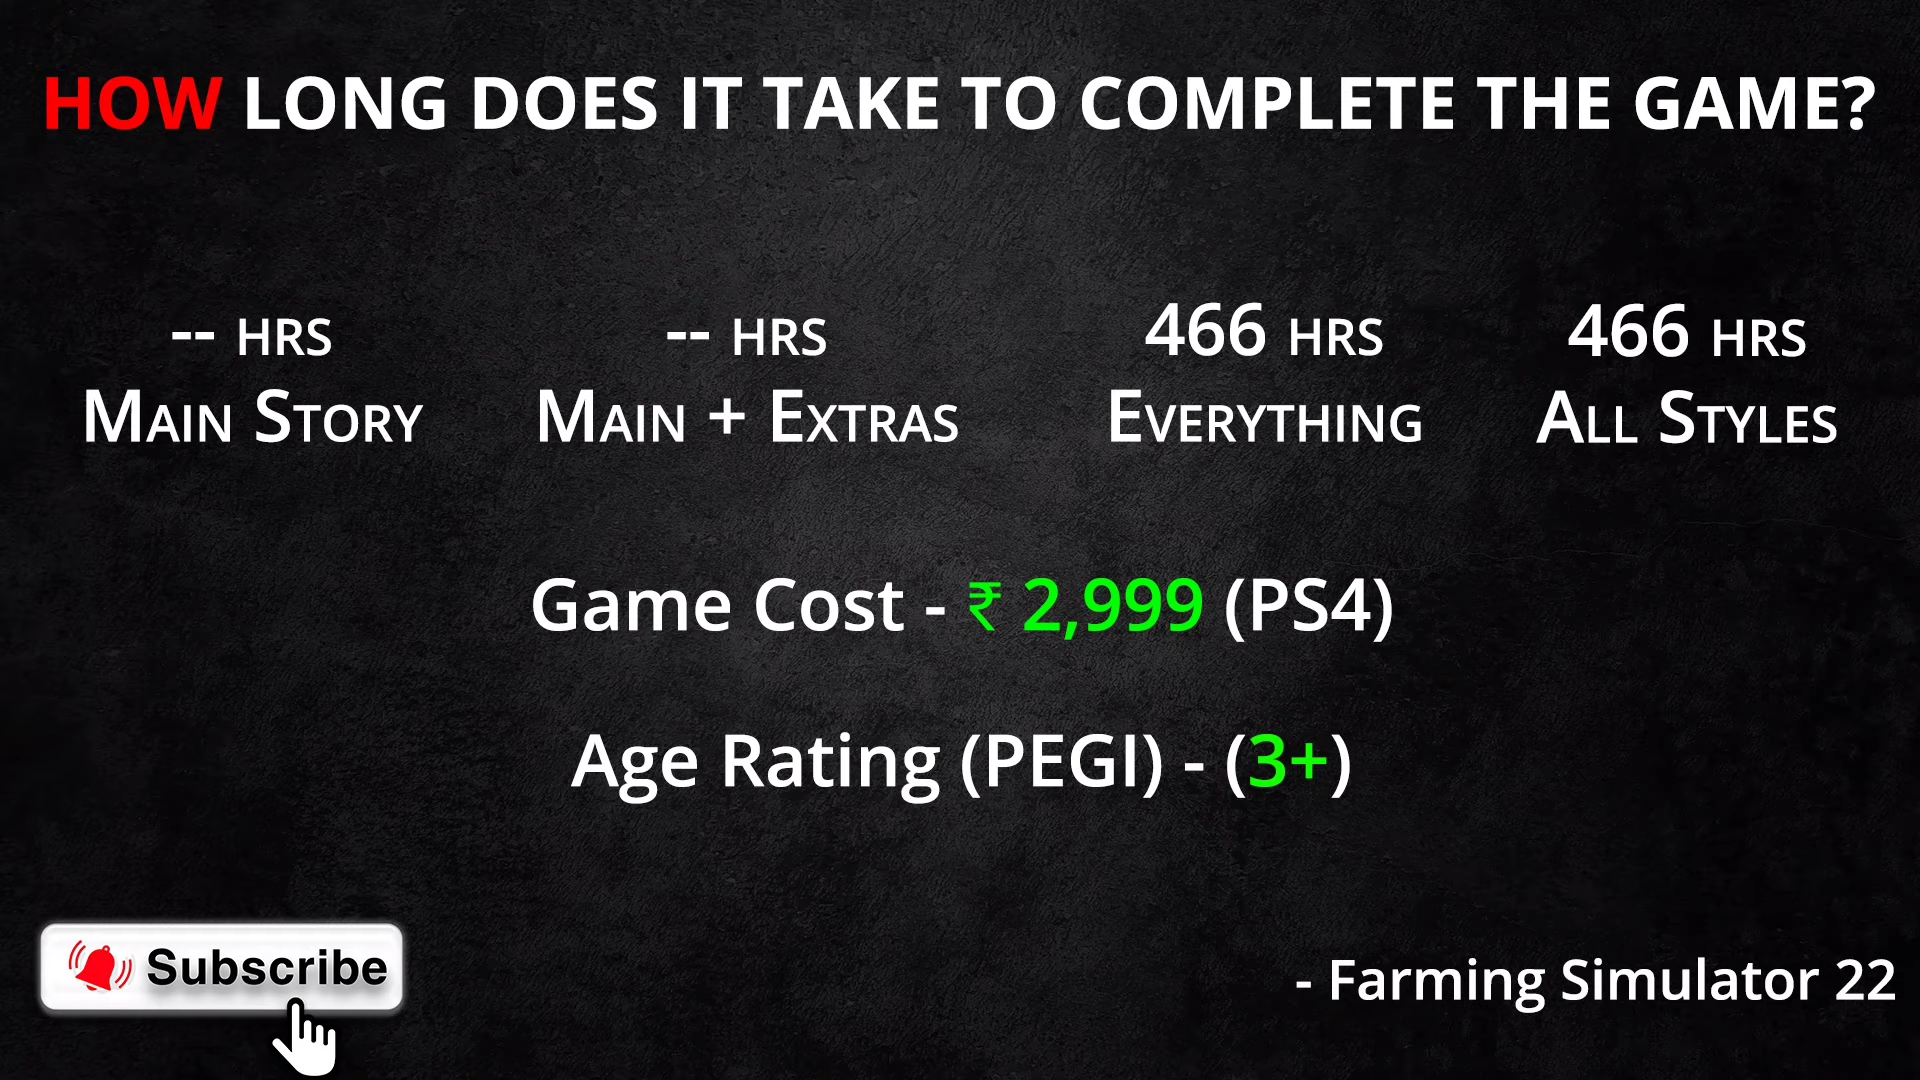 HOW LONG DOES IT TAKE TO COMPLETE THE GAME?
-- HRS
MAIN STORY
-- HRS
MAIN + EXTRAS
466 HRS
EVERYTHING
466 HRS
ALL STYLES
Game Cost - ₹ 2,999 (PS4)
Age Rating (PEGI) - (3+)
Subscribe
- Farming Simulator 22